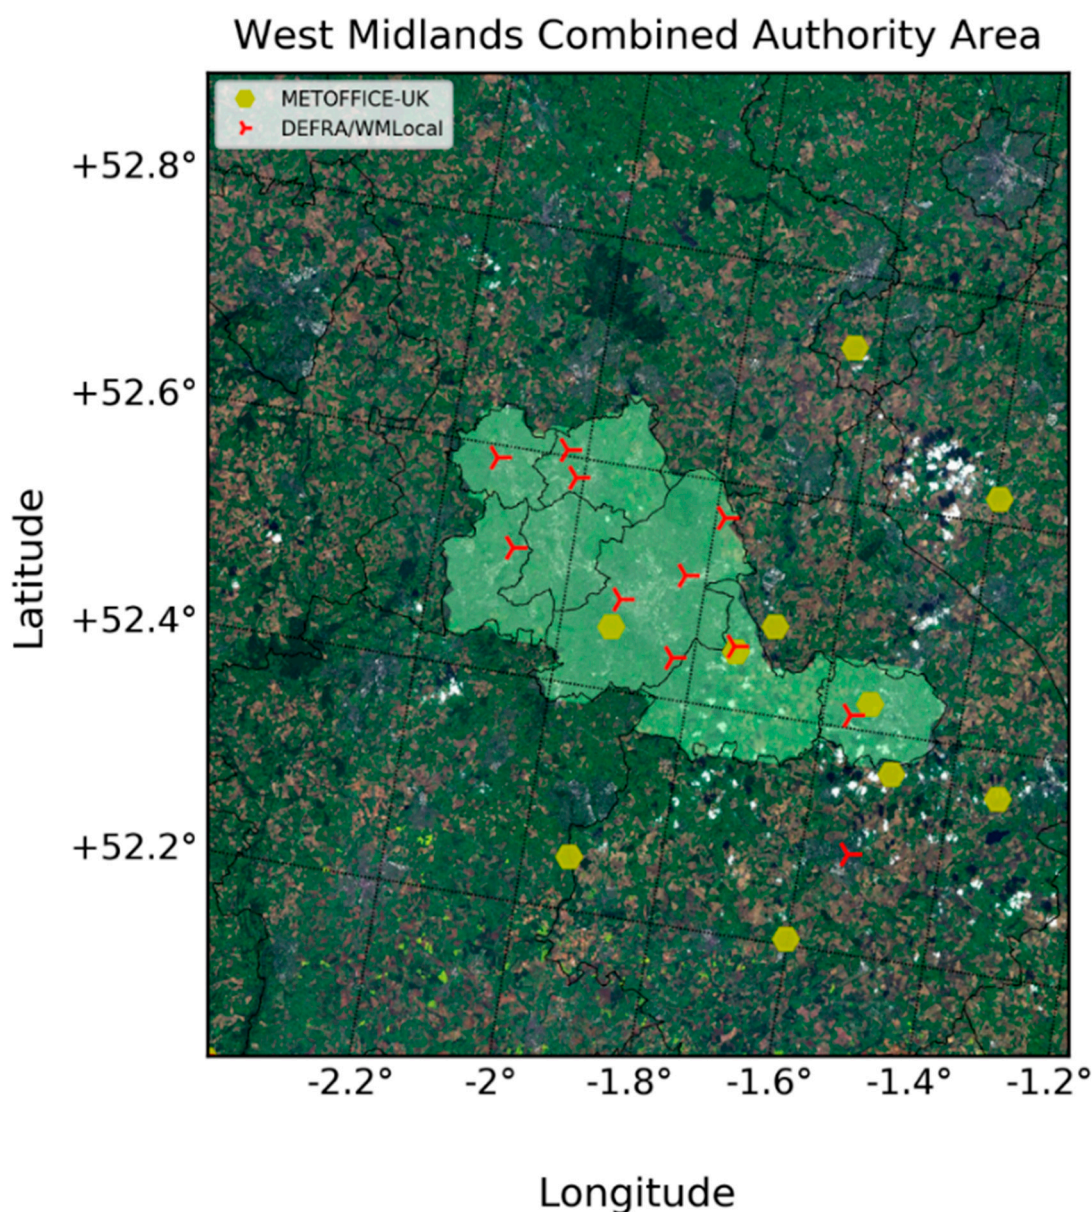 West Midlands Combined Authority Area
METOFFICE-UK
DEFRA/WMLocal
+52.8°
+52.6°
+52.4°
+52.2°
Latitude
-2.2° -2° -1.8° -1.6° -1.4° -1.2°
Longitude